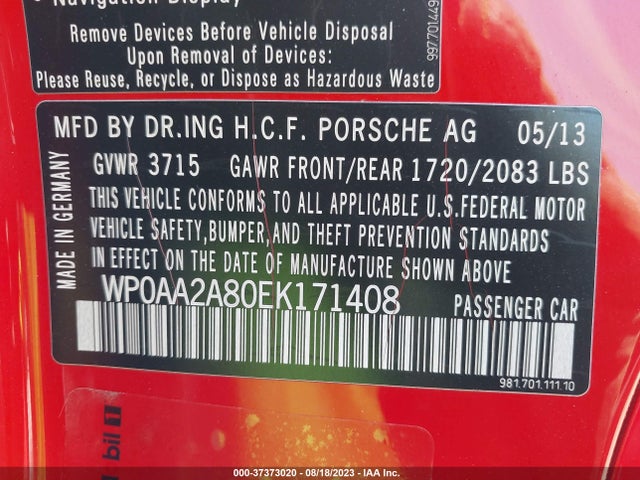 Navigation Display
Remove Devices Before Vehicle Disposal
Upon Removal of Devices:
Please Reuse, Recycle, or Dispose as Hazardous Waste
997701449
MFD BY DR.ING H.C.F. PORSCHE AG 05/13
GVWR 3715 GAWR FRONT/REAR 1720/2083 LBS
THIS VEHICLE CONFORMS TO ALL APPLICABLE U.S.FEDERAL MOTOR
VEHICLE SAFETY,BUMPER,AND THEFT PREVENTION STANDARDS
IN EFFECT ON THE DATE OF MANUFACTURE SHOWN ABOVE
MADE IN GERMANY
WP0AA2A80EK171408 PASSENGER CAR
981.701.111.10
bil 1
000-37373020 - 08/18/2023 - IAA Inc.